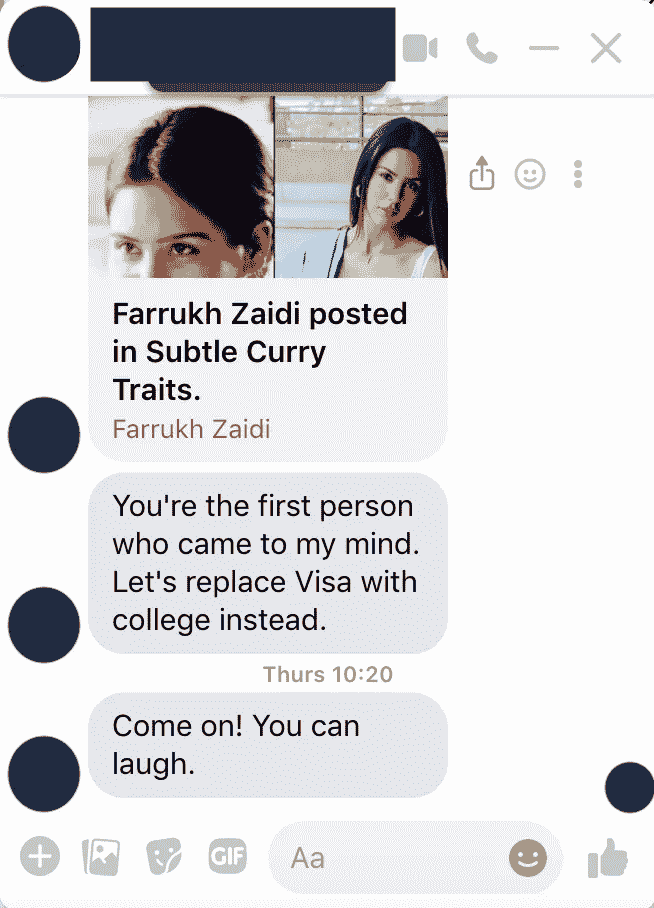 Farrukh Zaidi posted
in Subtle Curry
Traits.
Farrukh Zaidi
You're the first person
who came to my mind.
Let's replace Visa with
college instead.
Thurs 10:20
Come on! You can
laugh.
GIF
Aa